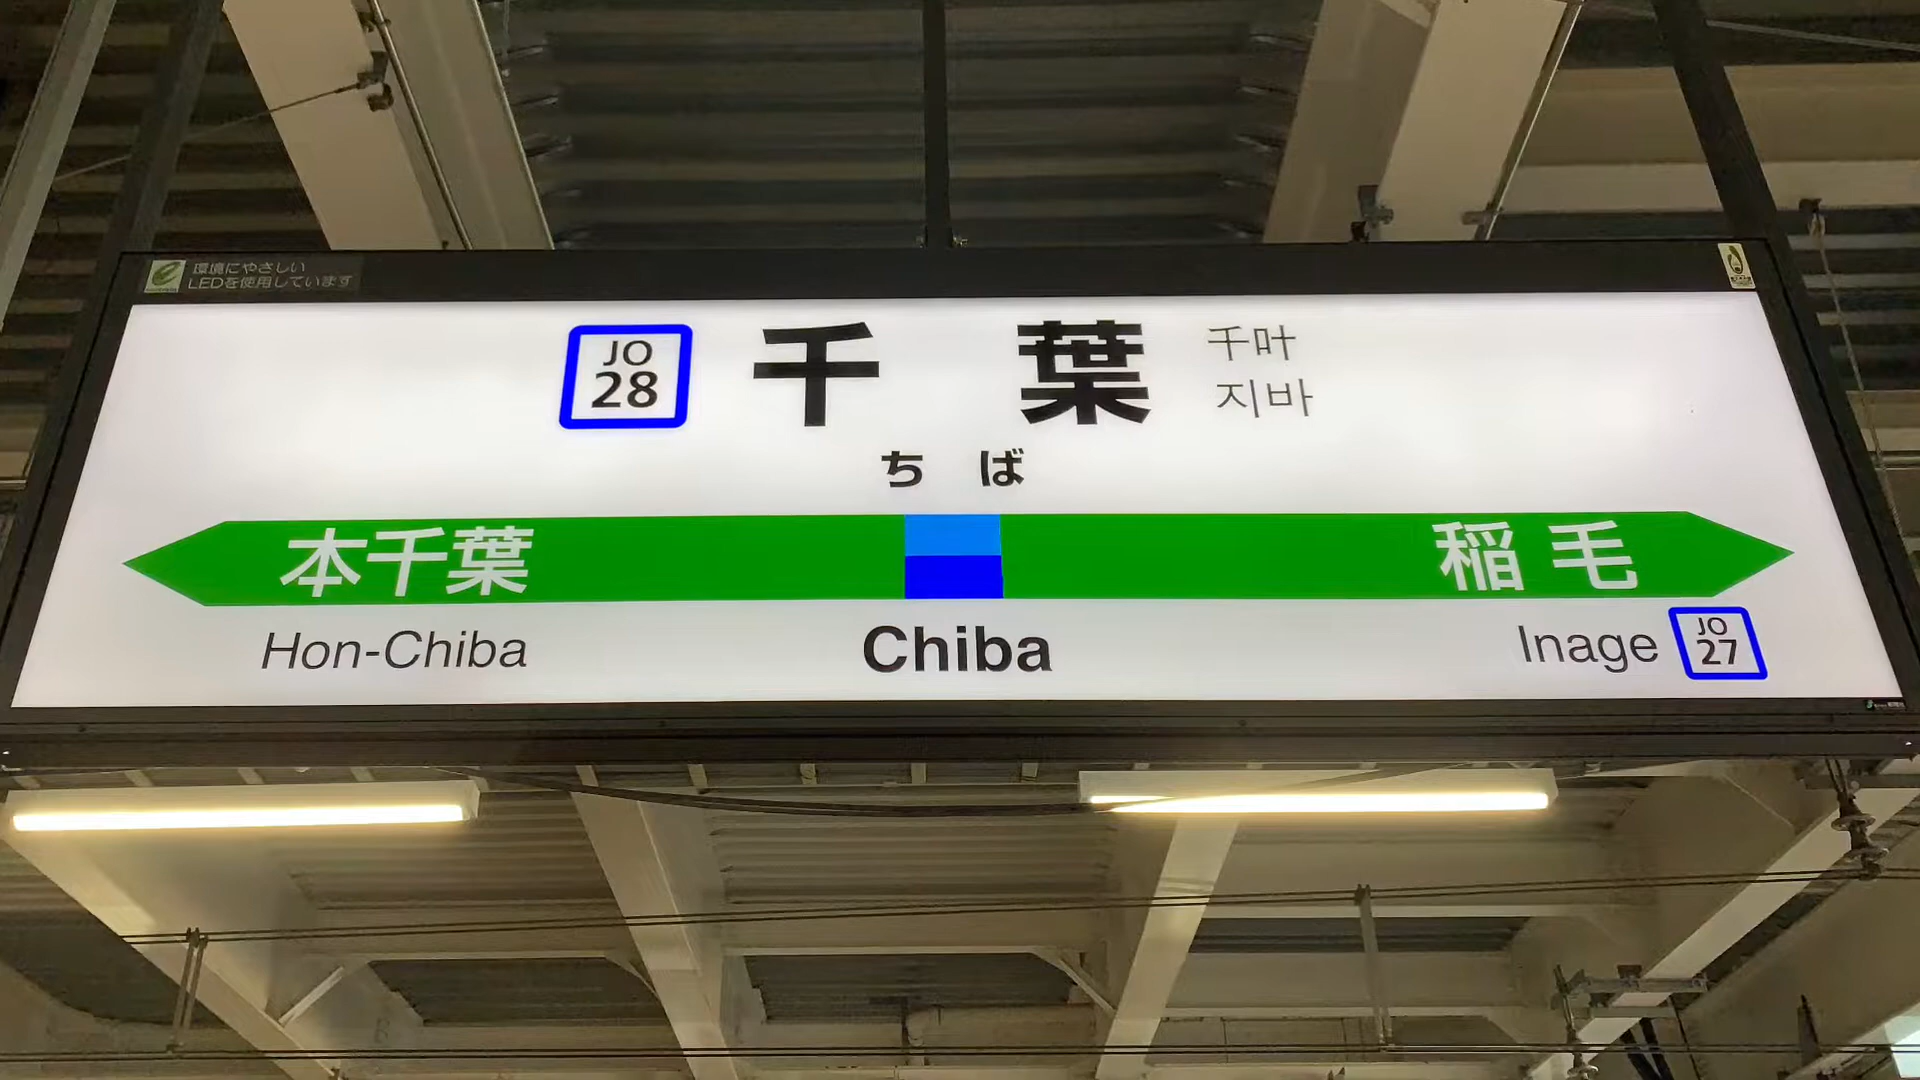 環境にやさしい
LEDを使用しています
JO
28
千葉
千叶
지바
ちば
本千葉
稲毛
Hon-Chiba
Chiba
Inage
JO
27